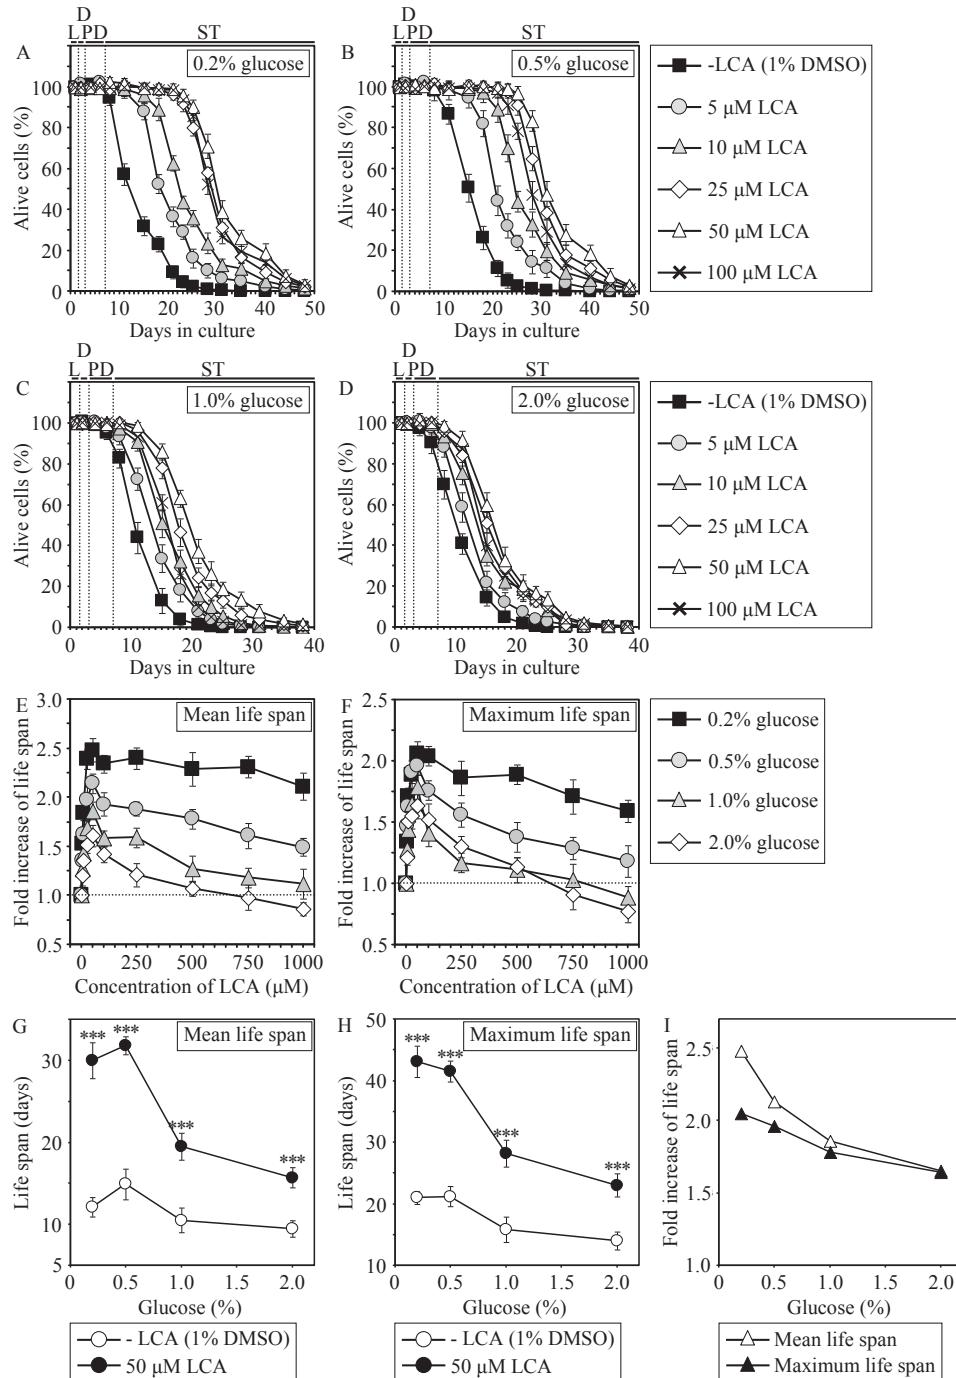 D
L PD ST
A
0.2% glucose
Alive cells (%)
100
80
60
40
20
0
0 10 20 30 40 50
Days in culture
D
L PD ST
B
0.5% glucose
Alive cells (%)
100
80
60
40
20
0
0 10 20 30 40 50
Days in culture
-LCA (1% DMSO)
5 μM LCA
10 μM LCA
25 μM LCA
50 μM LCA
100 μM LCA
D
L PD ST
C
1.0% glucose
Alive cells (%)
100
80
60
40
20
0
0 10 20 30 40
Days in culture
D
L PD ST
D
2.0% glucose
Alive cells (%)
100
80
60
40
20
0
0 10 20 30 40
Days in culture
-LCA (1% DMSO)
5 μM LCA
10 μM LCA
25 μM LCA
50 μM LCA
100 μM LCA
E
Mean life span
Fold increase of life span
3.0
2.5
2.0
1.5
1.0
0.5
0 250 500 750 1000
Concentration of LCA (μM)
F
Maximum life span
Fold increase of life span
2.5
2.0
1.5
1.0
0.5
0 250 500 750 1000
Concentration of LCA (μM)
0.2% glucose
0.5% glucose
1.0% glucose
2.0% glucose
G
Mean life span
Life span (days)
30
20
10
5
*** *** *** ***
0 0.5 1.0 1.5 2.0
Glucose (%)
- LCA (1% DMSO)
50 μM LCA
H
Maximum life span
Life span (days)
50
40
30
20
10
*** *** *** ***
0 0.5 1.0 1.5 2.0
Glucose (%)
- LCA (1% DMSO)
50 μM LCA
I
Fold increase of life span
2.5
2.0
1.5
1.0
0 0.5 1.0 1.5 2.0
Glucose (%)
Mean life span
Maximum life span